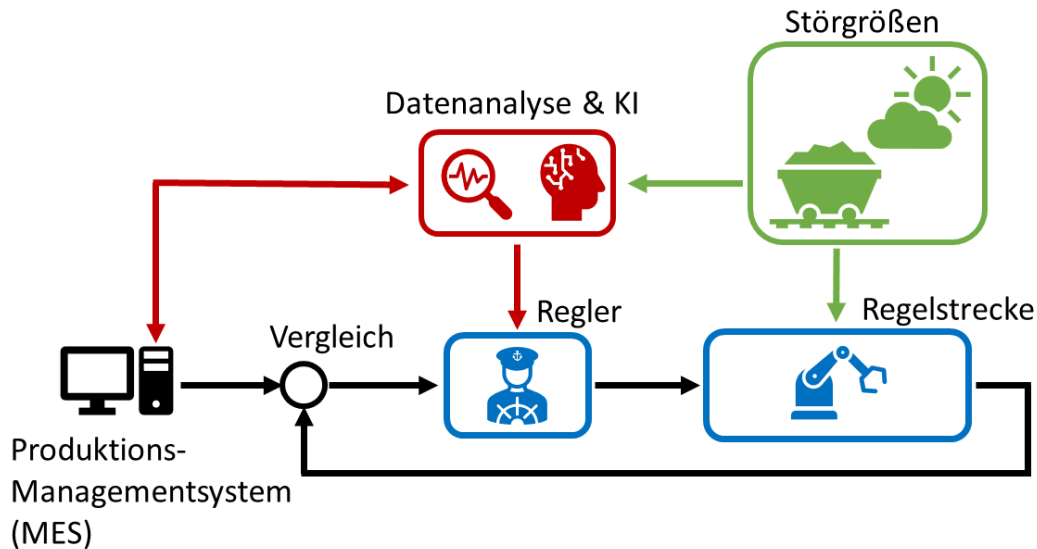 Störgrößen
Datenanalyse & KI
Regler
Regelstrecke
Vergleich
Produktions-
Managementsystem
(MES)